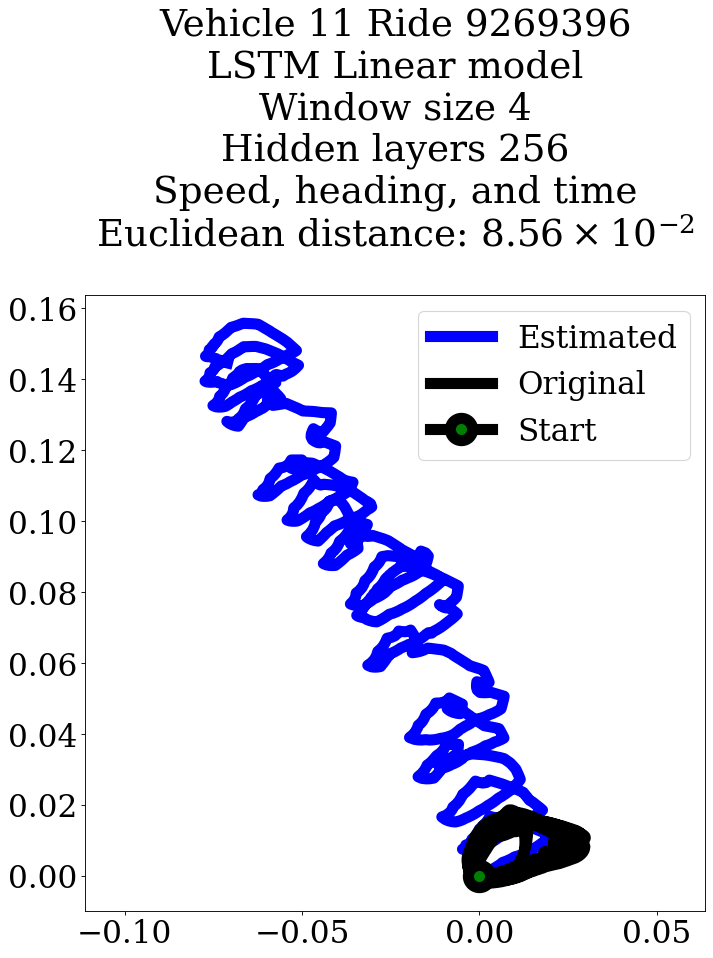 Vehicle 11 Ride 9269396
LSTM Linear model
Window size 4
Hidden layers 256
Speed, heading, and time
Euclidean distance: 8.56 × 10⁻²
Estimated
Original
Start
0.16
0.14
0.12
0.10
0.08
0.06
0.04
0.02
0.00
−0.10 −0.05 0.00 0.05